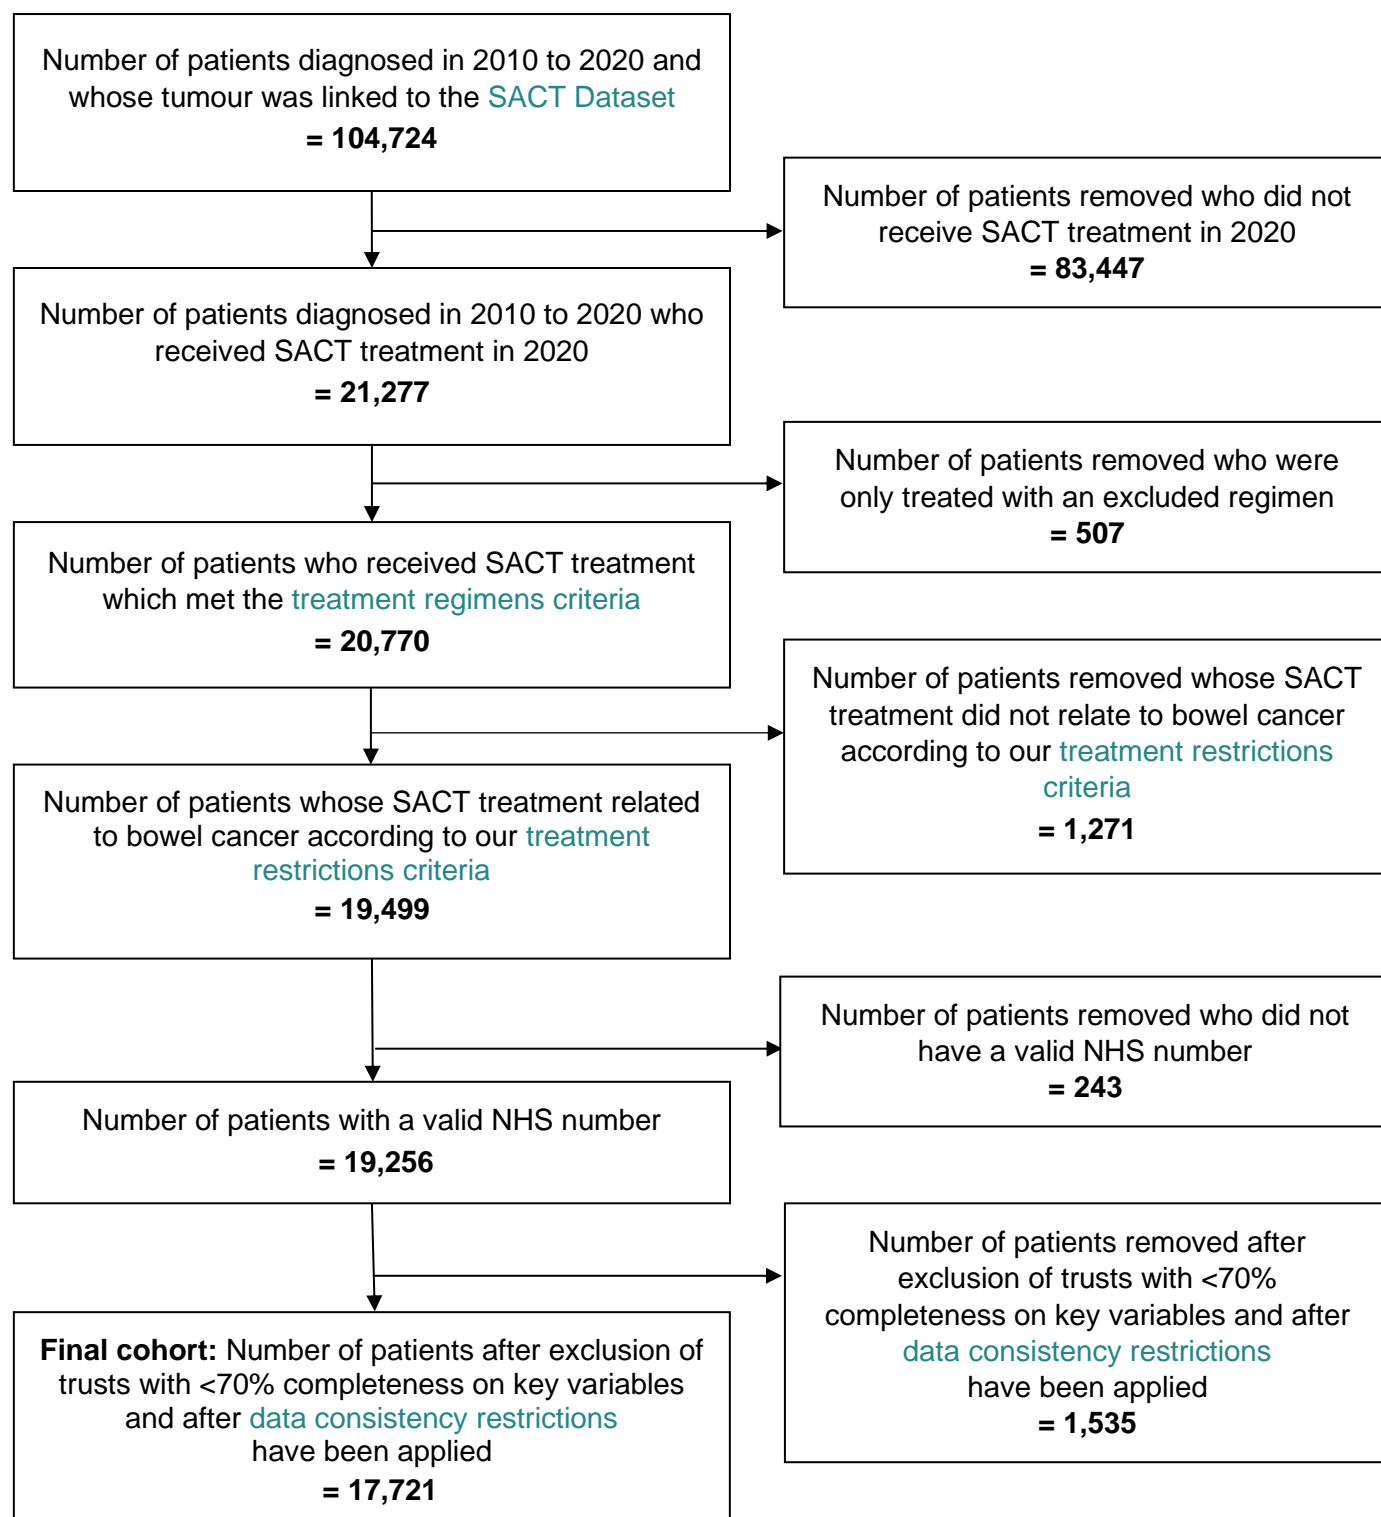 Number of patients diagnosed in 2010 to 2020 and
whose tumour was linked to the SACT Dataset
= 104,724
Number of patients removed who did not
receive SACT treatment in 2020
= 83,447
Number of patients diagnosed in 2010 to 2020 who
received SACT treatment in 2020
= 21,277
Number of patients removed who were
only treated with an excluded regimen
= 507
Number of patients who received SACT treatment
which met the treatment regimens criteria
= 20,770
Number of patients removed whose SACT
treatment did not relate to bowel cancer
according to our treatment restrictions
criteria
= 1,271
Number of patients whose SACT treatment related
to bowel cancer according to our treatment
restrictions criteria
= 19,499
Number of patients removed who did not
have a valid NHS number
= 243
Number of patients with a valid NHS number
= 19,256
Number of patients removed after
exclusion of trusts with <70%
completeness on key variables and after
data consistency restrictions
have been applied
= 1,535
Final cohort: Number of patients after exclusion of
trusts with <70% completeness on key variables
and after data consistency restrictions
have been applied
= 17,721